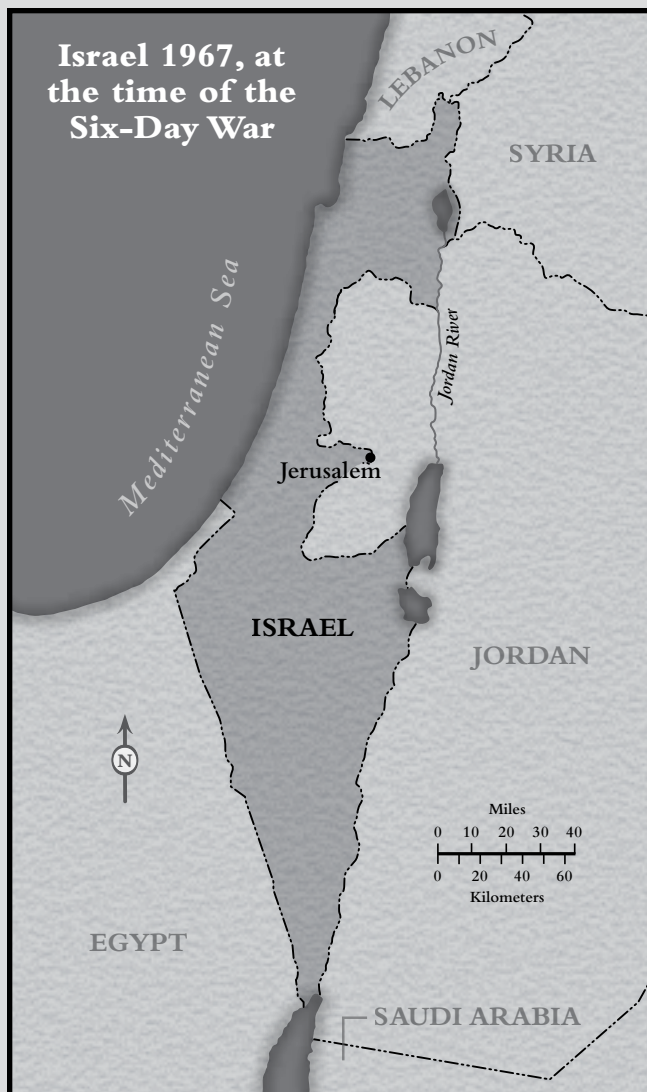 Israel 1967, at
the time of the
Six-Day War
LEBANON
SYRIA
Mediterranean Sea
Jordan River
Jerusalem
ISRAEL
JORDAN
N
Miles
0 10 20 30 40
0 20 40 60
Kilometers
EGYPT
SAUDI ARABIA